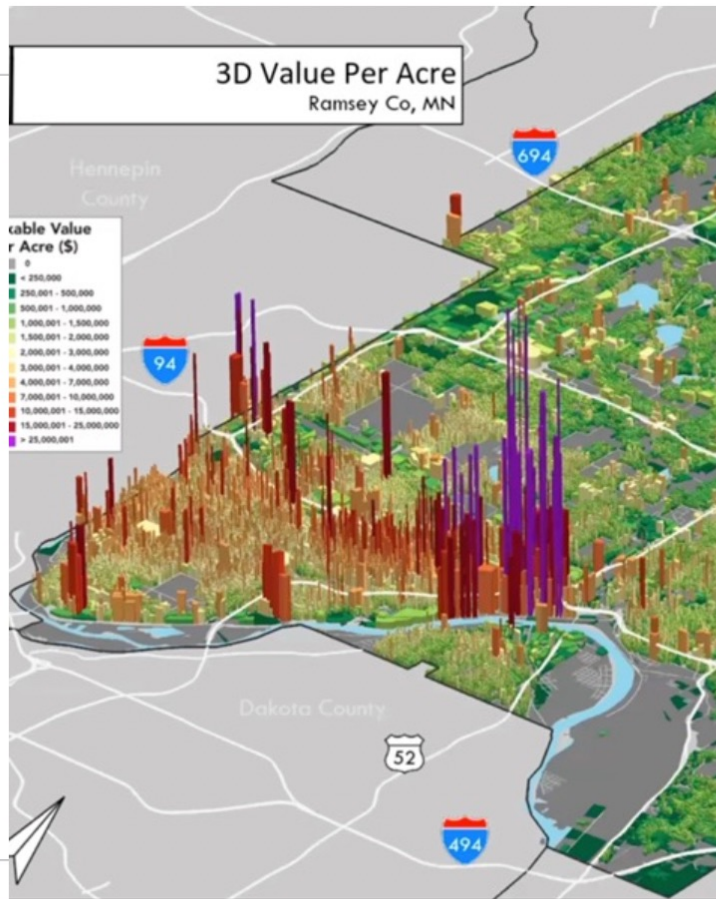 3D Value Per Acre
Ramsey Co, MN
694
Hennepin
County
xable Value
r Acre ($)
0
< 250,000
250,001 - 500,000
500,001 - 1,000,000
1,000,001 - 1,500,000
1,500,001 - 2,000,000
2,000,001 - 3,000,000
3,000,001 - 4,000,000
4,000,001 - 7,000,000
7,000,001 - 10,000,000
10,000,001 - 15,000,000
15,000,001 - 25,000,000
> 25,000,001
94
Dakota County
52
494